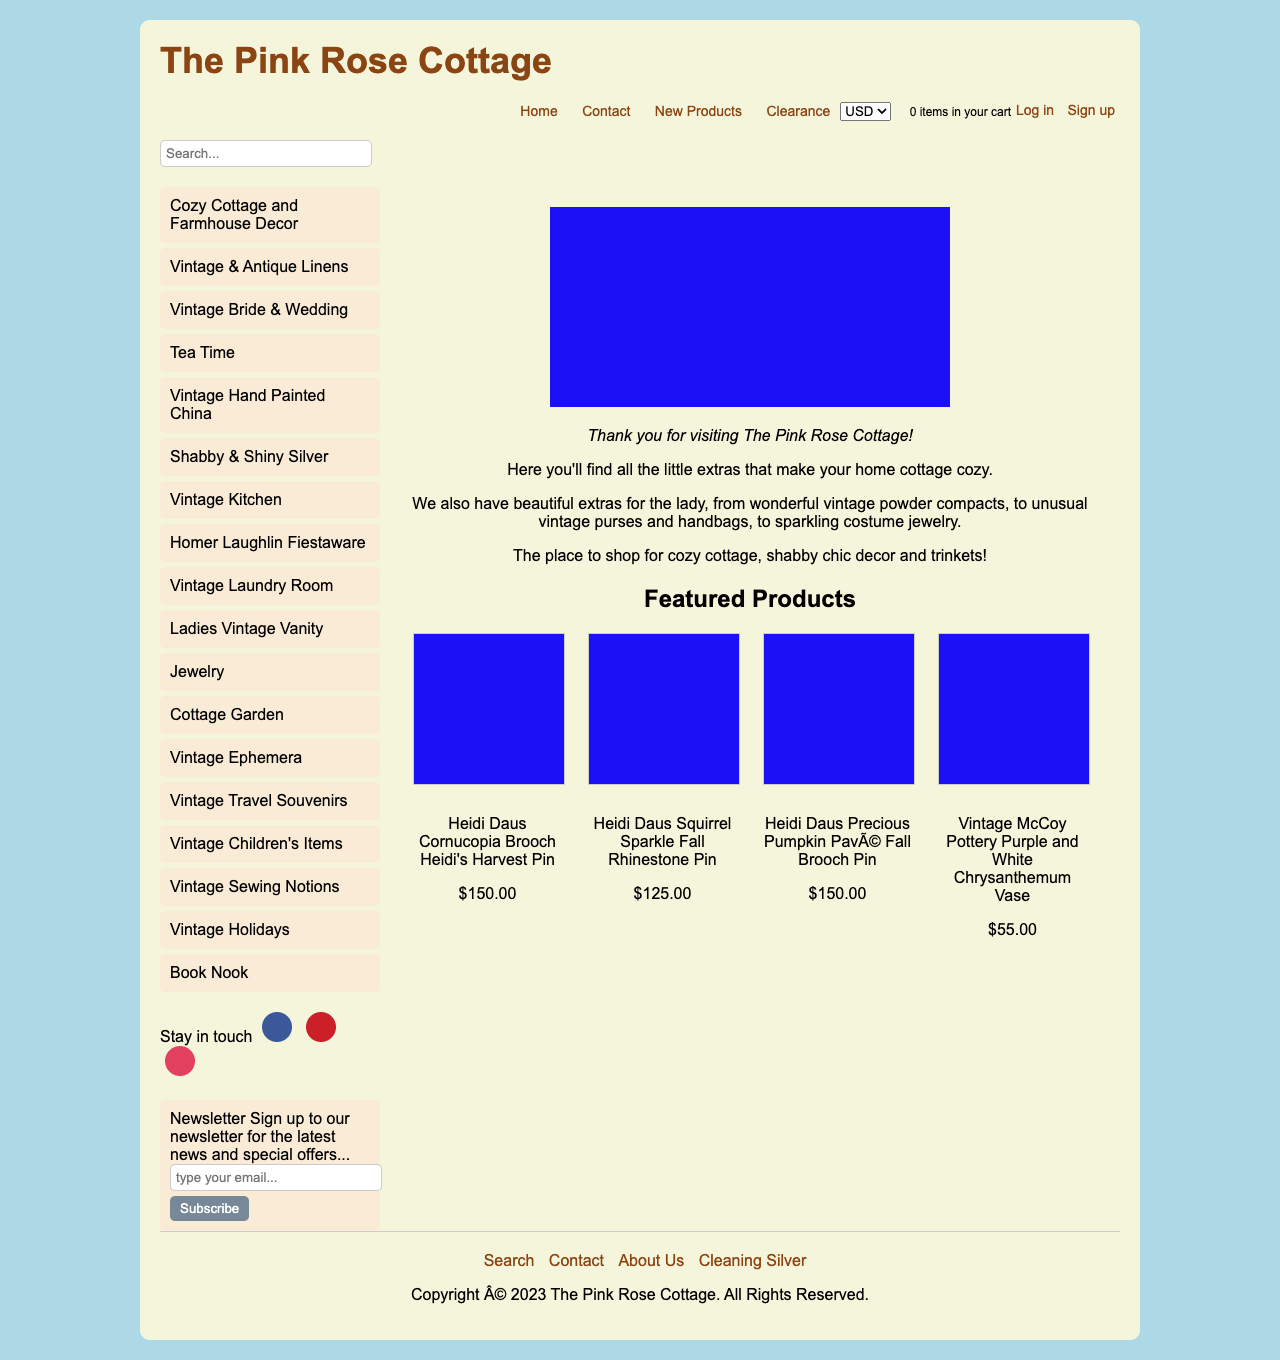 The Pink Rose Cottage
Home Contact New Products Clearance USD 0 items in your cart Log in Sign up
Search...
Cozy Cottage and
Farmhouse Decor
Vintage & Antique Linens
Vintage Bride & Wedding
Tea Time
Vintage Hand Painted
China
Shabby & Shiny Silver
Vintage Kitchen
Homer Laughlin Fiestaware
Vintage Laundry Room
Ladies Vintage Vanity
Jewelry
Cottage Garden
Vintage Ephemera
Vintage Travel Souvenirs
Vintage Children's Items
Vintage Sewing Notions
Vintage Holidays
Book Nook
Stay in touch
Newsletter Sign up to our
newsletter for the latest
news and special offers...
type your email...
Subscribe
Thank you for visiting The Pink Rose Cottage!
Here you'll find all the little extras that make your home cottage cozy.
We also have beautiful extras for the lady, from wonderful vintage powder compacts, to unusual
vintage purses and handbags, to sparkling costume jewelry.
The place to shop for cozy cottage, shabby chic decor and trinkets!
Featured Products
Heidi Daus
Cornucopia Brooch
Heidi's Harvest Pin
$150.00
Heidi Daus Squirrel
Sparkle Fall
Rhinestone Pin
$125.00
Heidi Daus Precious
Pumpkin PavÃ© Fall
Brooch Pin
$150.00
Vintage McCoy
Pottery Purple and
White
Chrysanthemum
Vase
$55.00
Search Contact About Us Cleaning Silver
Copyright Â© 2023 The Pink Rose Cottage. All Rights Reserved.